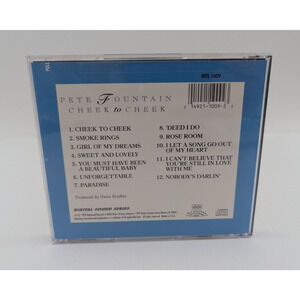 PETE FOUNTAIN
CHEEK to CHEEK
1. CHEEK TO CHEEK
2. SMOKE RINGS
3. GIRL OF MY DREAMS
4. SWEET AND LOVELY
5. YOU MUST HAVE BEEN
A BEAUTIFUL BABY
6. UNFORGETTABLE
7. PARADISE
8. 'DEED I DO
9. ROSE ROOM
10. I LET A SONG GO OUT
OF MY HEART
11. I CAN'T BELIEVE THAT
YOU'RE STILL IN LOVE
WITH ME
12. NOBODY'S DARLIN'
Produced by Owen Bradley
DIGITAL SOUND SERIES